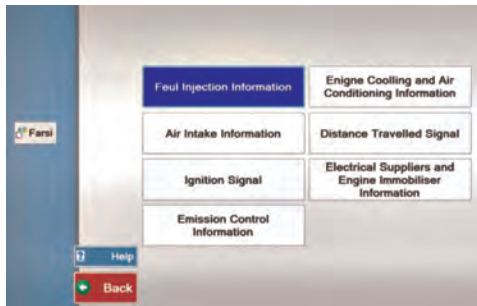 Feul Injection Information
Enigne Coolling and Air
Conditioning Information
Farsi
Air Intake Information
Distance Travelled Signal
Ignition Signal
Electrical Suppliers and
Engine Immobiliser
Information
Emission Control
Information
Help
Back